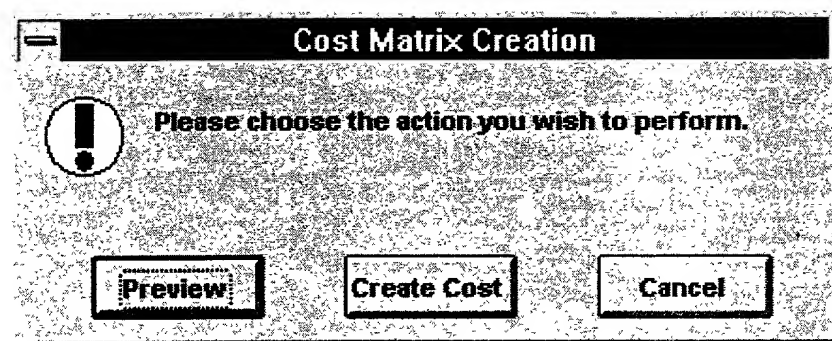 Cost Matrix Creation
Please choose the action you wish to perform.
Preview Create Cost Cancel